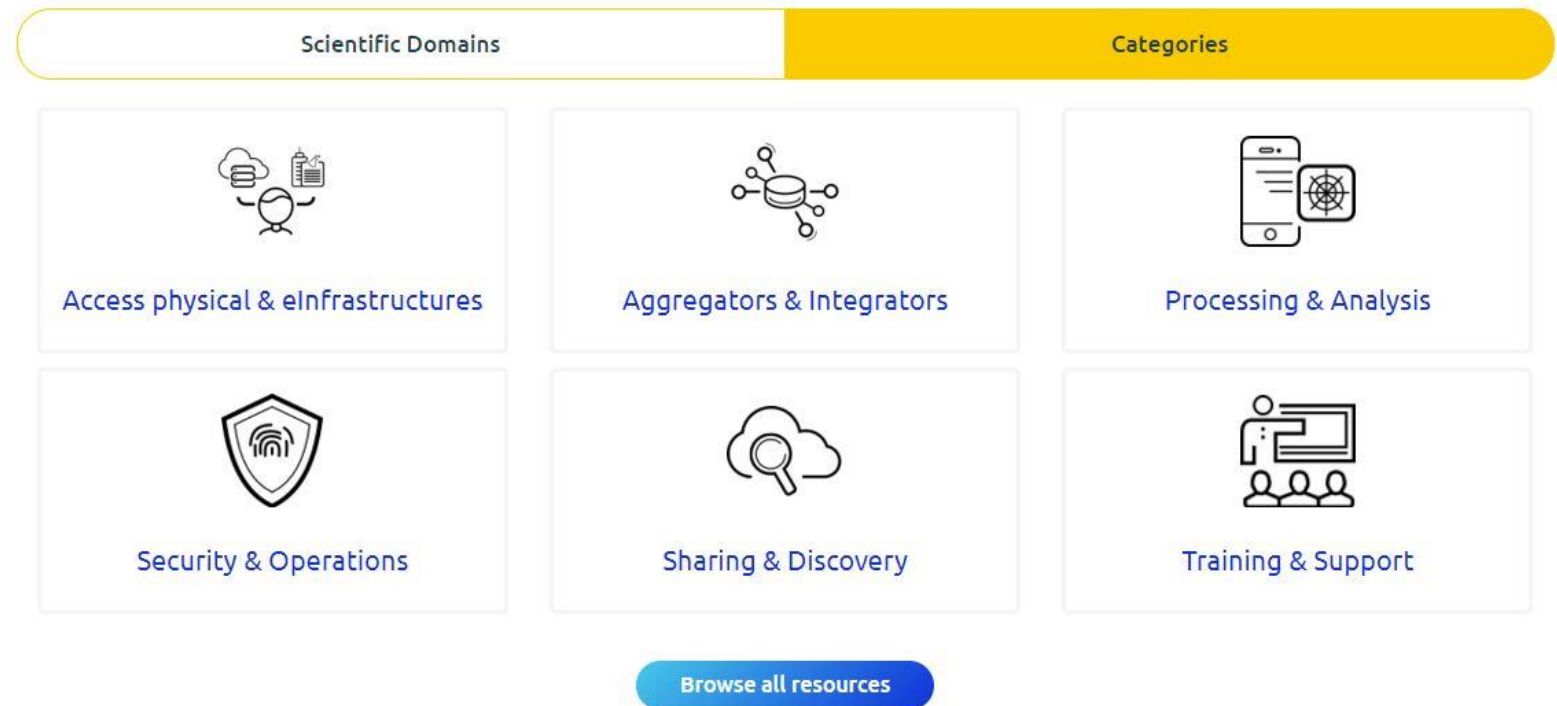 Scientific Domains
Categories
Access physical & eInfrastructures
Aggregators & Integrators
Processing & Analysis
Security & Operations
Sharing & Discovery
Training & Support
Browse all resources